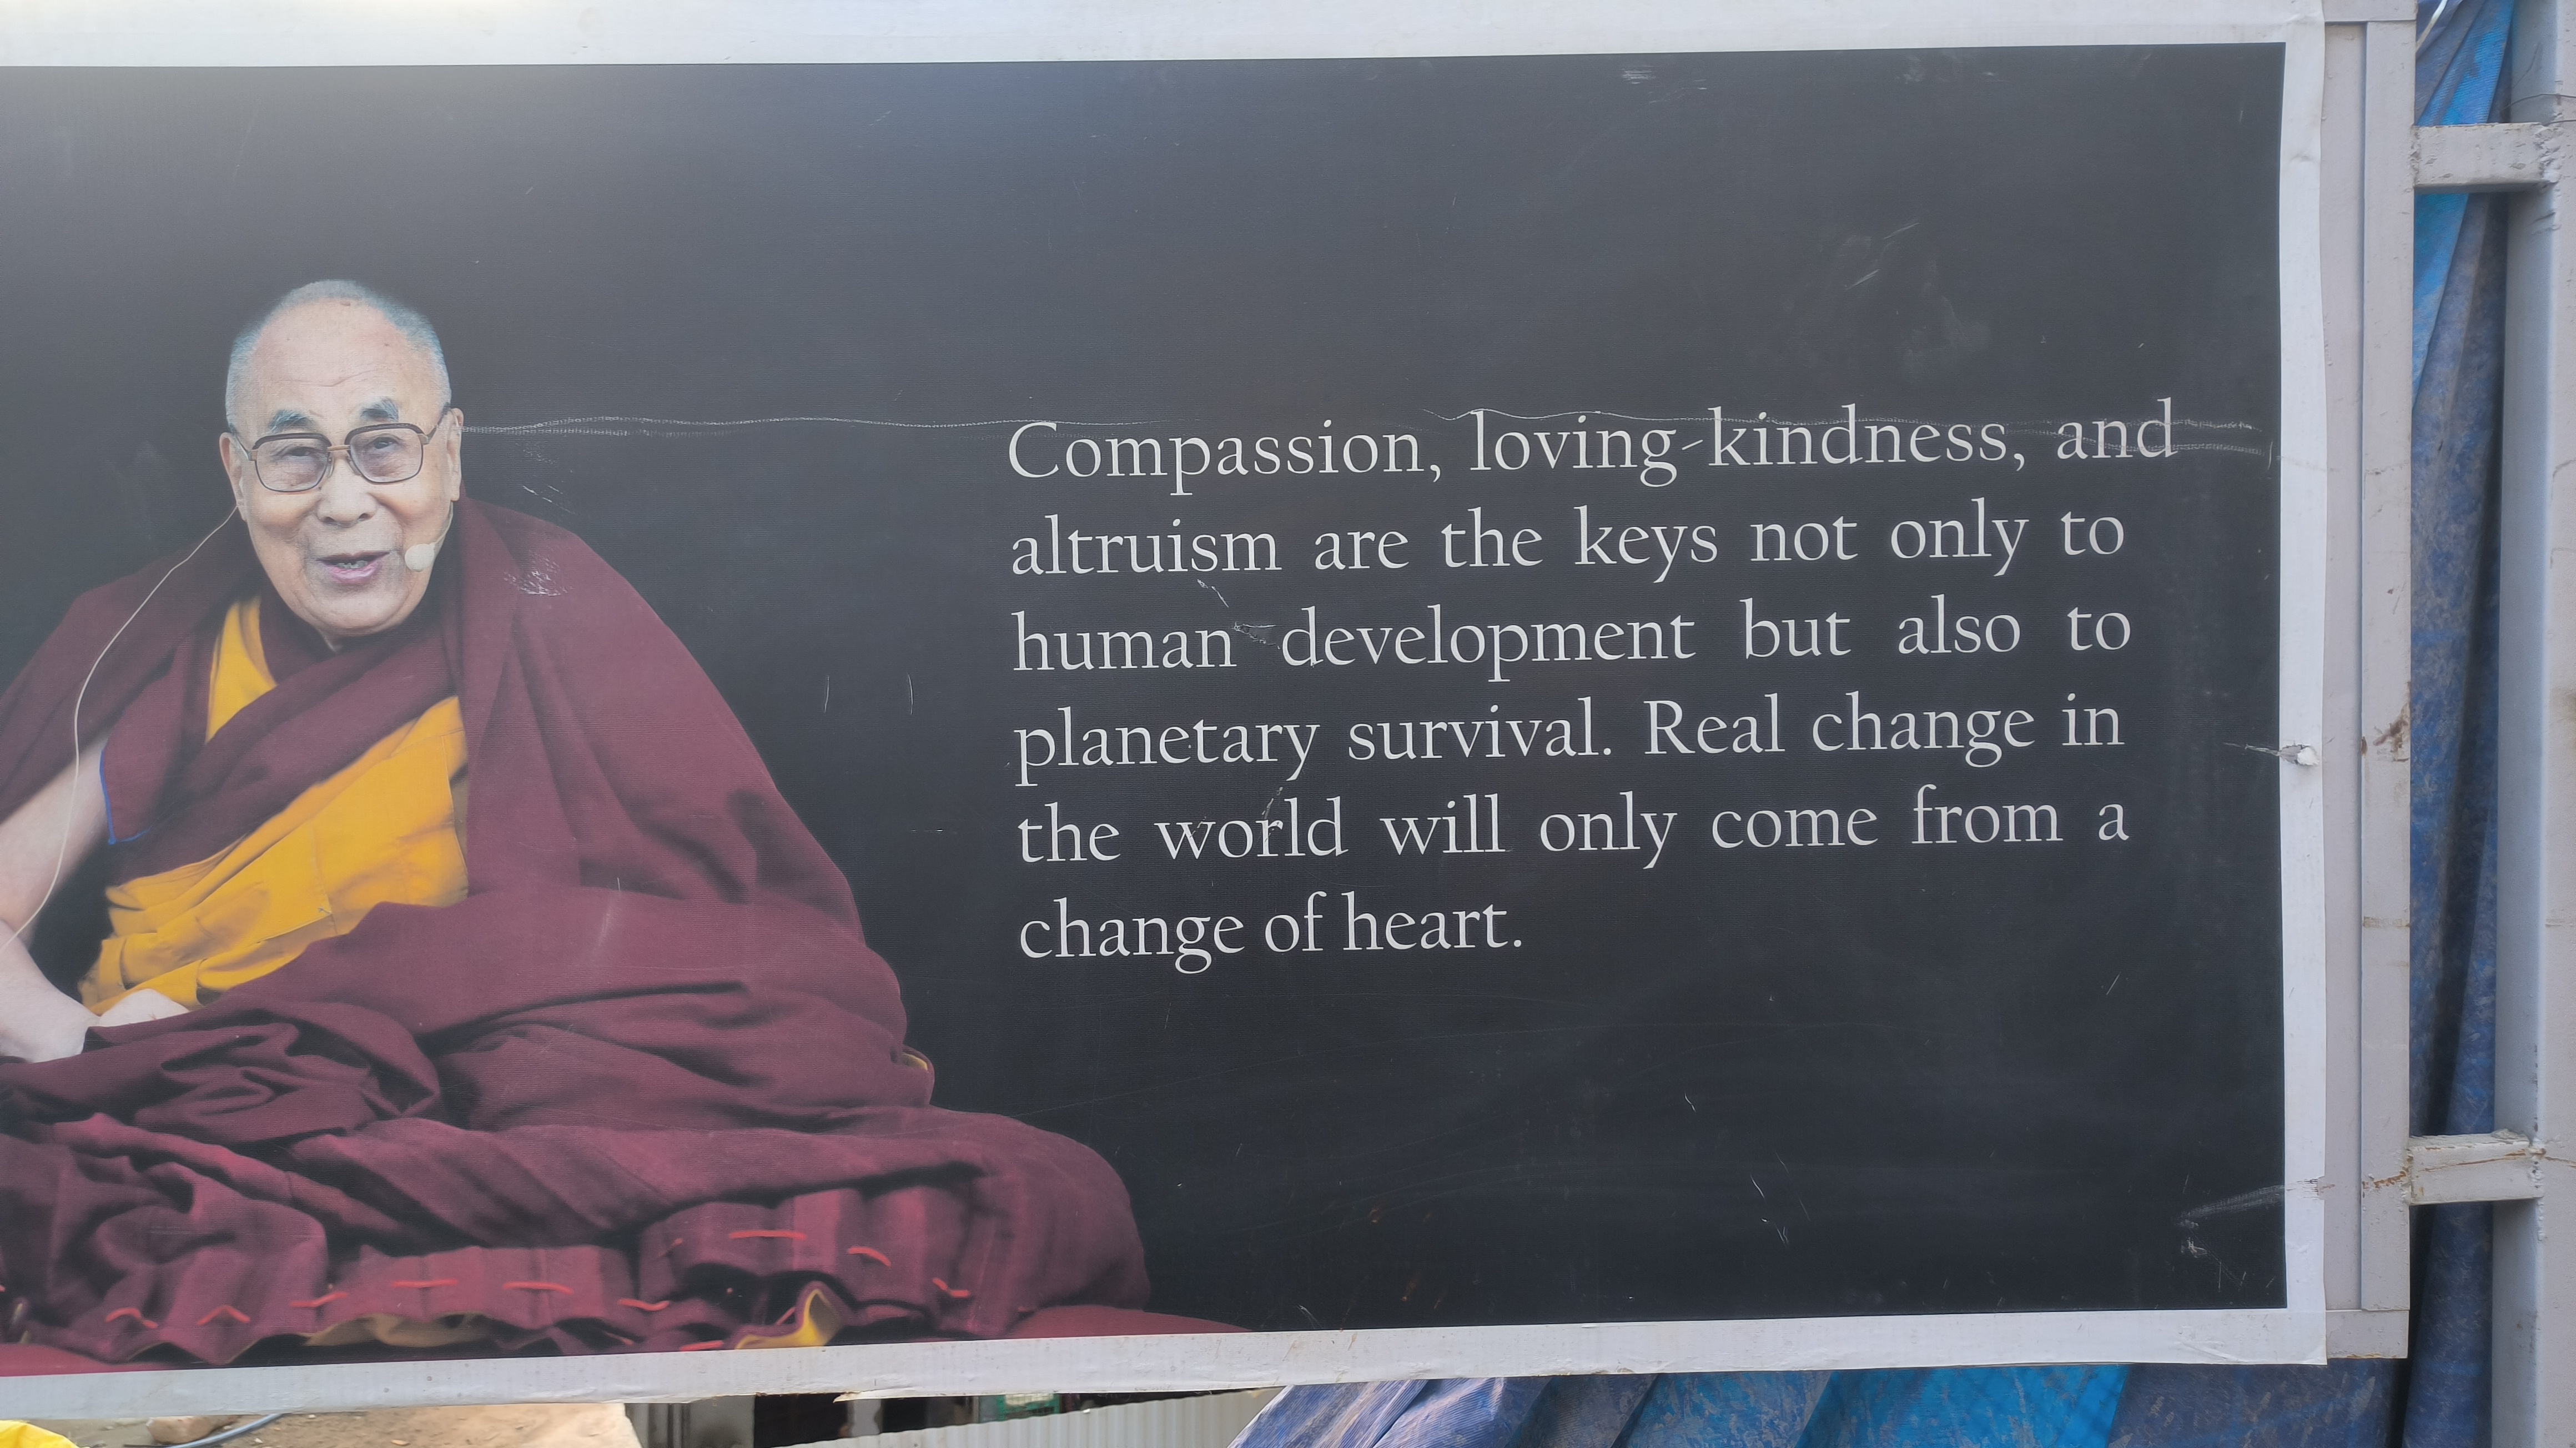 Compassion, loving-kindness, and
altruism are the keys not only to
human development but also to
planetary survival. Real change in
the world will only come from a
change of heart.